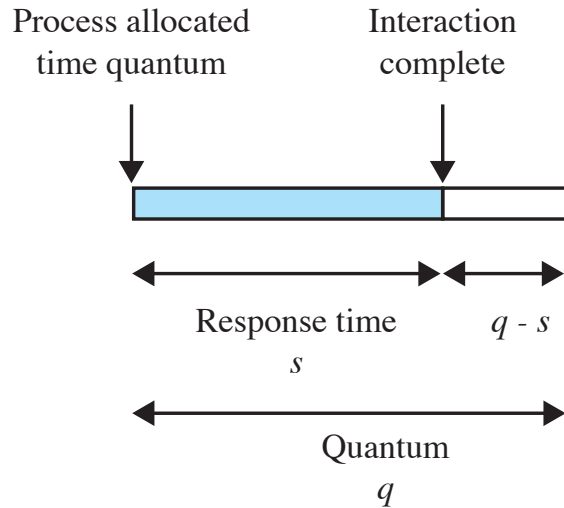 Process allocated
time quantum
Interaction
complete
Response time
s
q - s
Quantum
q